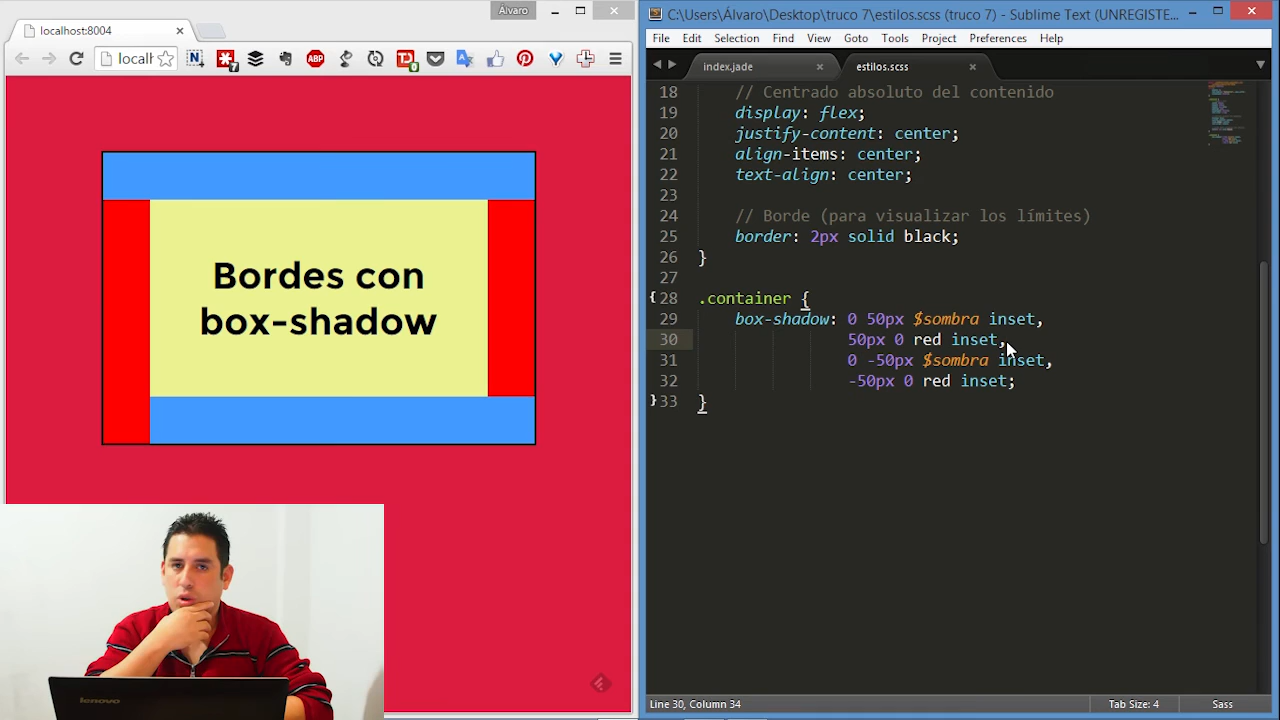 Álvaro
localhost:8004
localh
ABP
7
0
Bordes con
box-shadow
lenovo
C:\Users\Álvaro\Desktop\truco 7\estilos.scss (truco 7) - Sublime Text (UNREGISTE...
File Edit Selection Find View Goto Tools Project Preferences Help
index.jade estilos.scss
18 // Centrado absoluto del contenido
19 display: flex;
20 justify-content: center;
21 align-items: center;
22 text-align: center;
23
24 // Borde (para visualizar los límites)
25 border: 2px solid black;
26 }
27
28 .container {
29 box-shadow: 0 50px $sombra inset,
30 50px 0 red inset,
31 0 -50px $sombra inset,
32 -50px 0 red inset;
33 }
Line 30, Column 34 Tab Size: 4 Sass